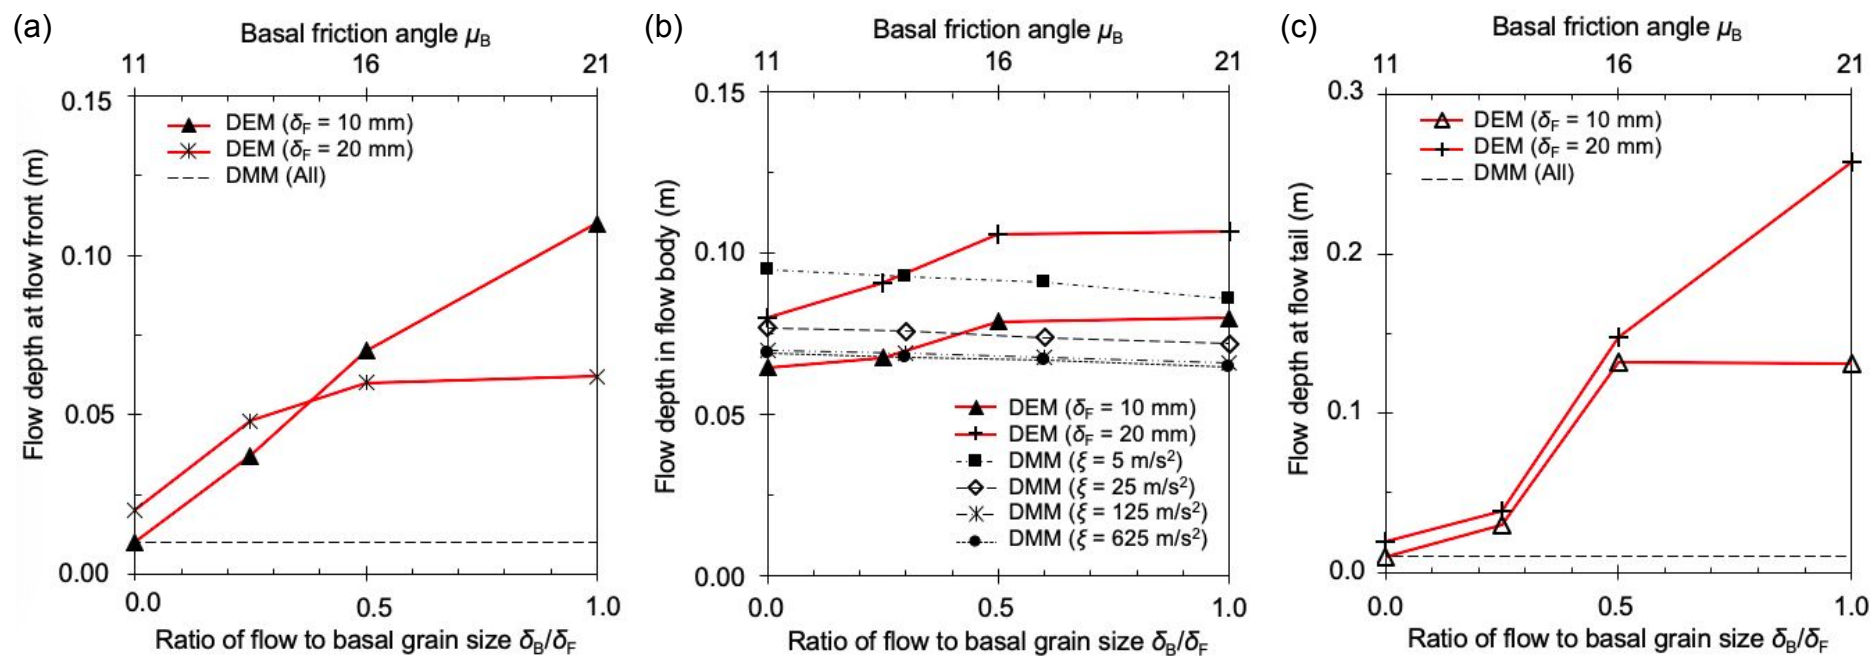 (a)
Basal friction angle μB
11 16 21
0.15
0.10
0.05
0.00
Flow depth at flow front (m)
DEM (δF = 10 mm)
DEM (δF = 20 mm)
DMM (All)
0.0 0.5 1.0
Ratio of flow to basal grain size δB/δF
(b)
Basal friction angle μB
11 16 21
0.15
0.10
0.05
0.00
Flow depth in flow body (m)
DEM (δF = 10 mm)
DEM (δF = 20 mm)
DMM (ξ = 5 m/s²)
DMM (ξ = 25 m/s²)
DMM (ξ = 125 m/s²)
DMM (ξ = 625 m/s²)
0.0 0.5 1.0
Ratio of flow to basal grain size δB/δF
(c)
Basal friction angle μB
11 16 21
0.3
0.2
0.1
0.0
Flow depth at flow tail (m)
DEM (δF = 10 mm)
DEM (δF = 20 mm)
DMM (All)
0.0 0.5 1.0
Ratio of flow to basal grain size δB/δF